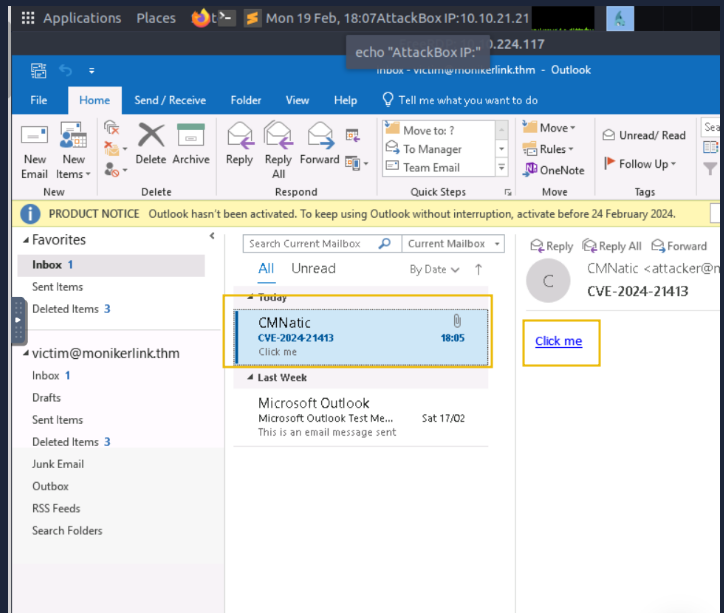 Applications Places t Mon 19 Feb, 18:07AttackBox IP:10.10.21.21
echo "AttackBox IP:"
.224.117
Inbox - victim@monikerlink.thm - Outlook
File Home Send / Receive Folder View Help Tell me what you want to do
New Email
New Items
Delete
Archive
Reply
Reply All
Forward
Move to: ?
To Manager
Team Email
Move
Rules
OneNote
Unread/ Read
Follow Up
Sea
New Delete Respond Quick Steps Move Tags
PRODUCT NOTICE Outlook hasn't been activated. To keep using Outlook without interruption, activate before 24 February 2024.
Favorites
Inbox 1
Sent Items
Deleted Items 3
victim@monikerlink.thm
Inbox 1
Drafts
Sent Items
Deleted Items 3
Junk Email
Outbox
RSS Feeds
Search Folders
Search Current Mailbox Current Mailbox
All Unread By Date
Today
CMNatic
CVE-2024-21413 18:05
Click me
Last Week
Microsoft Outlook
Microsoft Outlook Test Me... Sat 17/02
This is an email message sent
Reply Reply All Forward
C
CMNatic <attacker@n
CVE-2024-21413
Click me